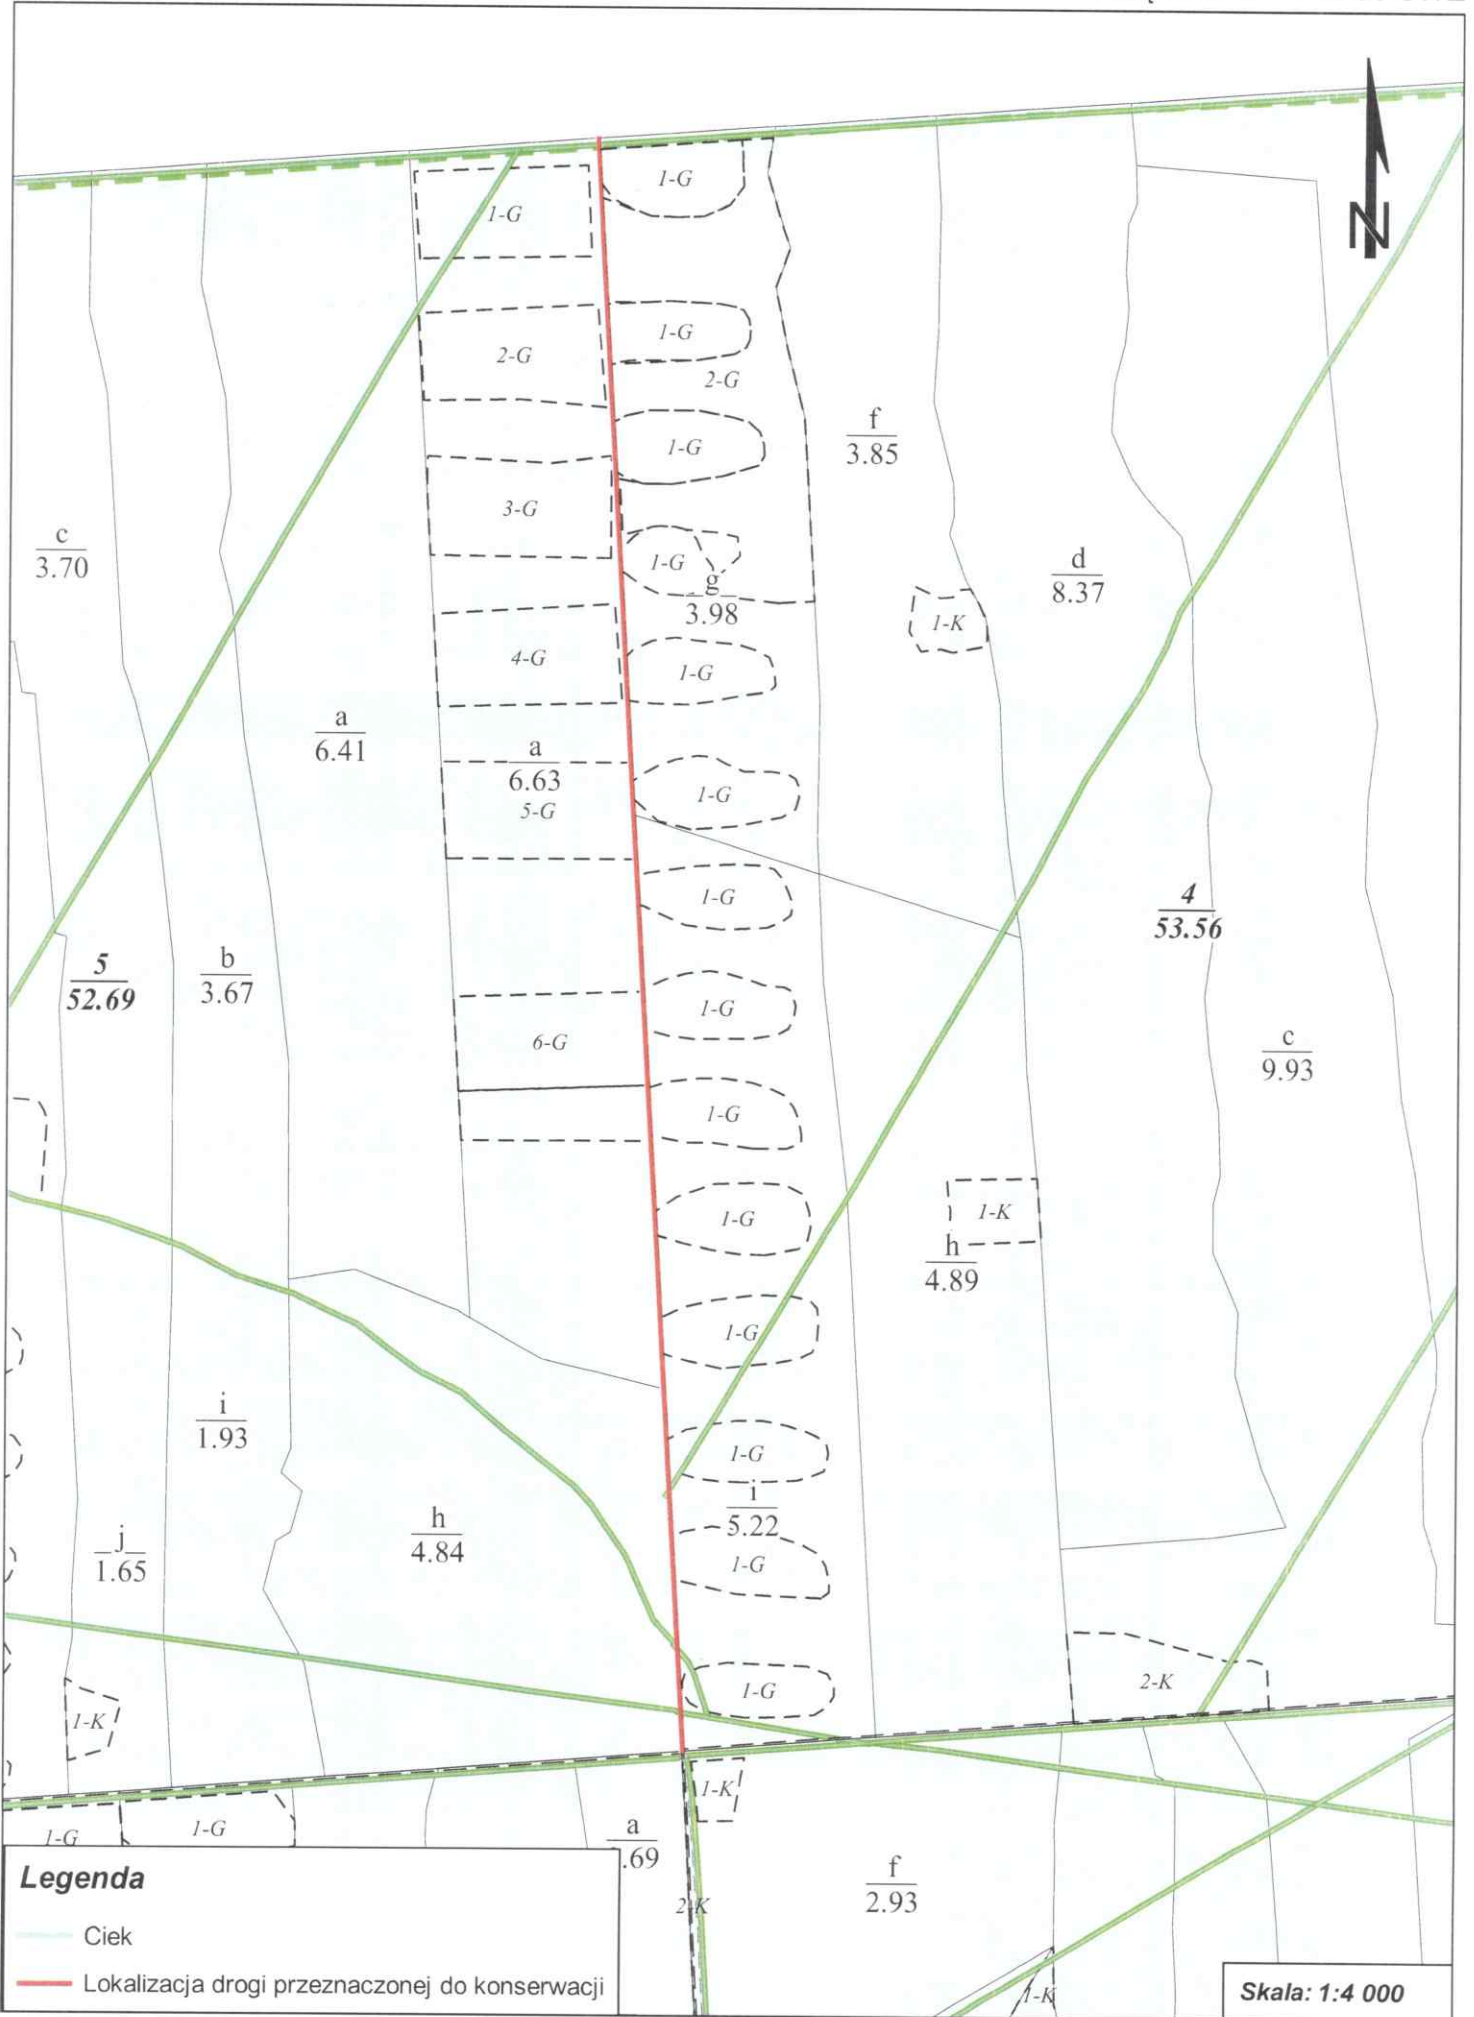 1-G
1-G
1-G
2-G
2-G
1-G
f
3.85
3-G
c
3.70
1-G
g
3.98
d
8.37
1-K
4-G
1-G
a
6.41
a
6.63
5-G
1-G
1-G
4
53.56
5
52.69
b
3.67
1-G
6-G
c
9.93
1-G
1-G
1-K
h
4.89
1-G
i
1.93
1-G
i
5.22
h
4.84
j
1.65
1-G
1-G
2-K
1-K
1-K
1-G
1-G
a
.69
f
2.93
2-K
1-K
N
Legenda
Ciek
Lokalizacja drogi przeznaczonej do konserwacji
Skala: 1:4 000